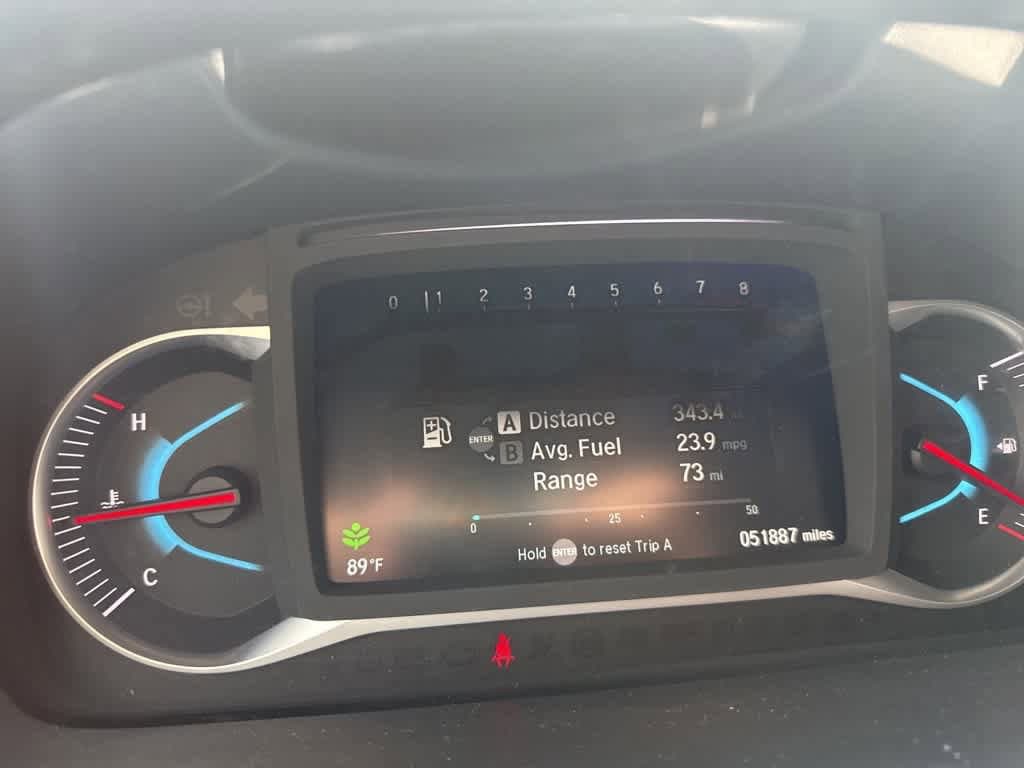 0 1 2 3 4 5 6 7 8
H
F
A Distance 343.4
ENTER
B Avg. Fuel 23.9 mpg
Range 73 mi
E
0 25 50
C
89°F
Hold ENTER to reset Trip A
051887 miles